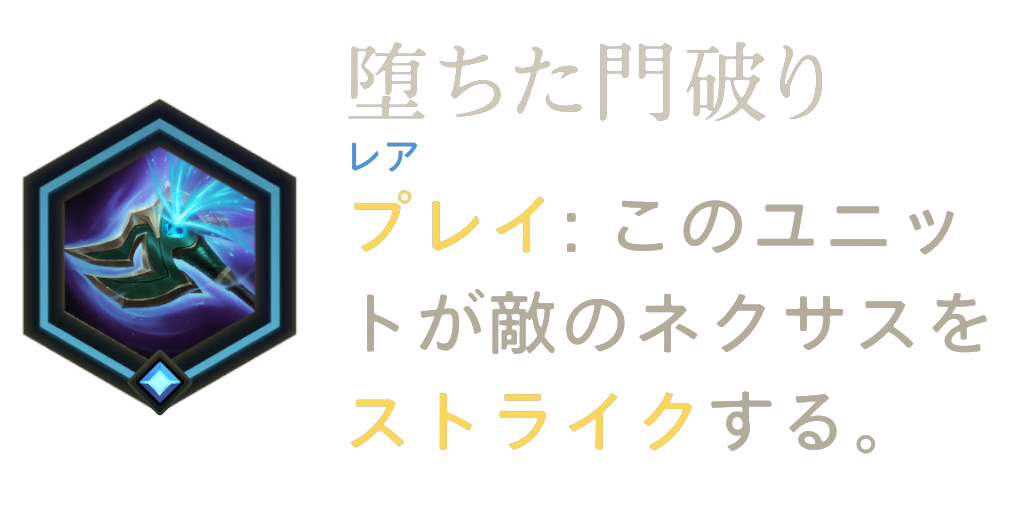 堕ちた門破り
レア
プレイ: このユニッ
トが敵のネクサスを
ストライクする。